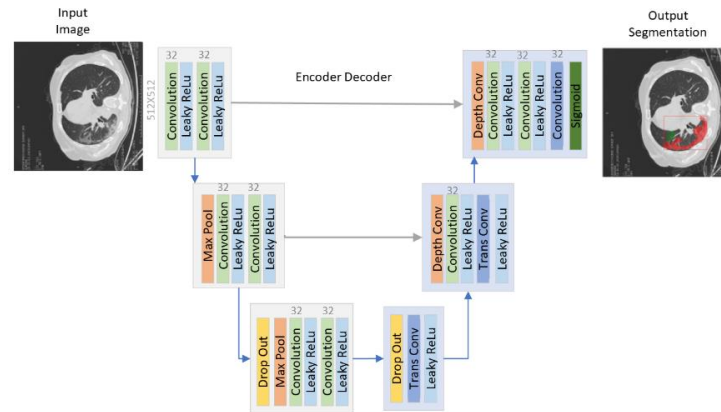 Input
Image
Output
Segmentation
Encoder Decoder
512X512
32
32
Convolution
Leaky ReLu
Convolution
Leaky ReLu
32
32
32
Depth Conv
Convolution
Leaky ReLu
Convolution
Leaky ReLu
Convolution
Sigmoid
32
32
Max Pool
Convolution
Leaky ReLu
Convolution
Leaky ReLu
32
Depth Conv
Convolution
Leaky ReLu
Trans Conv
Leaky ReLu
32
32
Drop Out
Max Pool
Convolution
Leaky ReLu
Convolution
Leaky ReLu
Drop Out
Trans Conv
Leaky ReLu